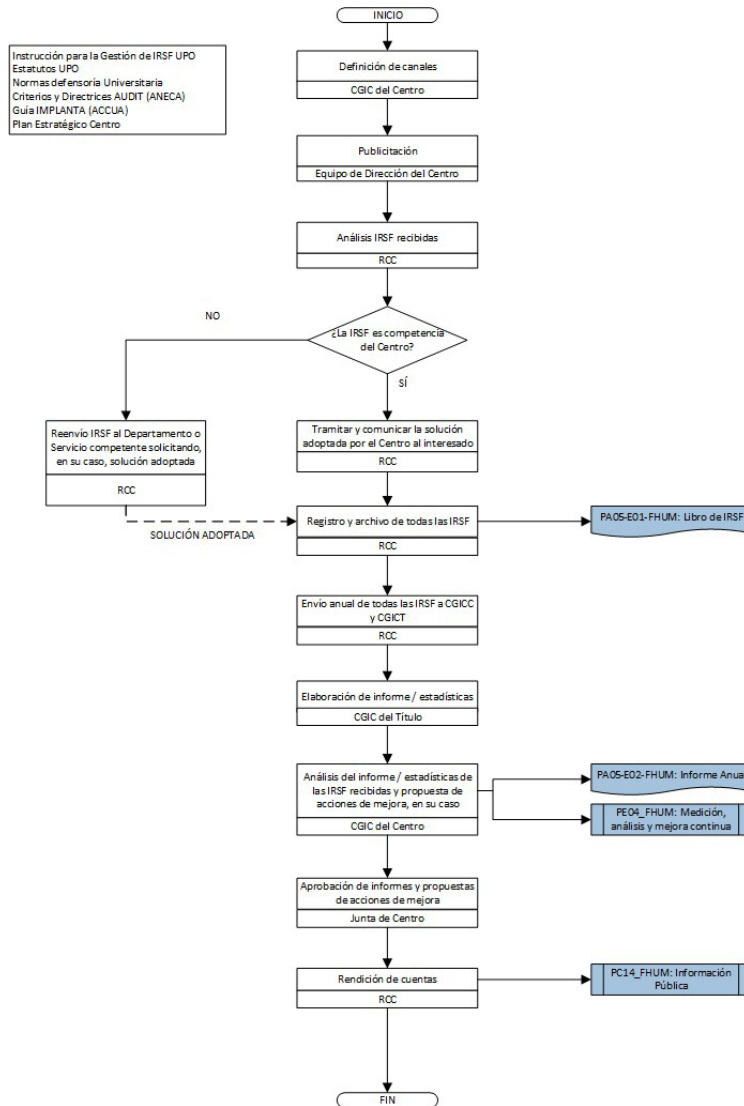 INICIO
Instrucción para la Gestión de IRSF UPO
Estatutos UPO
Normas defensoría Universitaria
Criterios y Directrices AUDIT (ANECA)
Guía IMPLANTA (ACCUA)
Plan Estratégico Centro
Definición de canales
CGIC del Centro
Publicitación
Equipo de Dirección del Centro
Análisis IRSF recibidas
RCC
NO
¿La IRSF es competencia
del Centro?
SÍ
Reenvío IRSF al Departamento o
Servicio competente solicitando,
en su caso, solución adoptada
RCC
Tramitar y comunicar la solución
adoptada por el Centro al interesado
RCC
SOLUCIÓN ADOPTADA
Registro y archivo de todas las IRSF
RCC
PA05-E01-FHUM: Libro de IRSF
Envío anual de todas las IRSF a CGICC
y CGICT
RCC
Elaboración de informe / estadísticas
CGIC del Título
Análisis del informe / estadísticas de
las IRSF recibidas y propuesta de
acciones de mejora, en su caso
CGIC del Centro
PA05-E02-FHUM: Informe Anua
PE04_FHUM: Medición,
análisis y mejora continua
Aprobación de informes y propuestas
de acciones de mejora
Junta de Centro
Rendición de cuentas
RCC
PC14_FHUM: Información
Pública
FIN